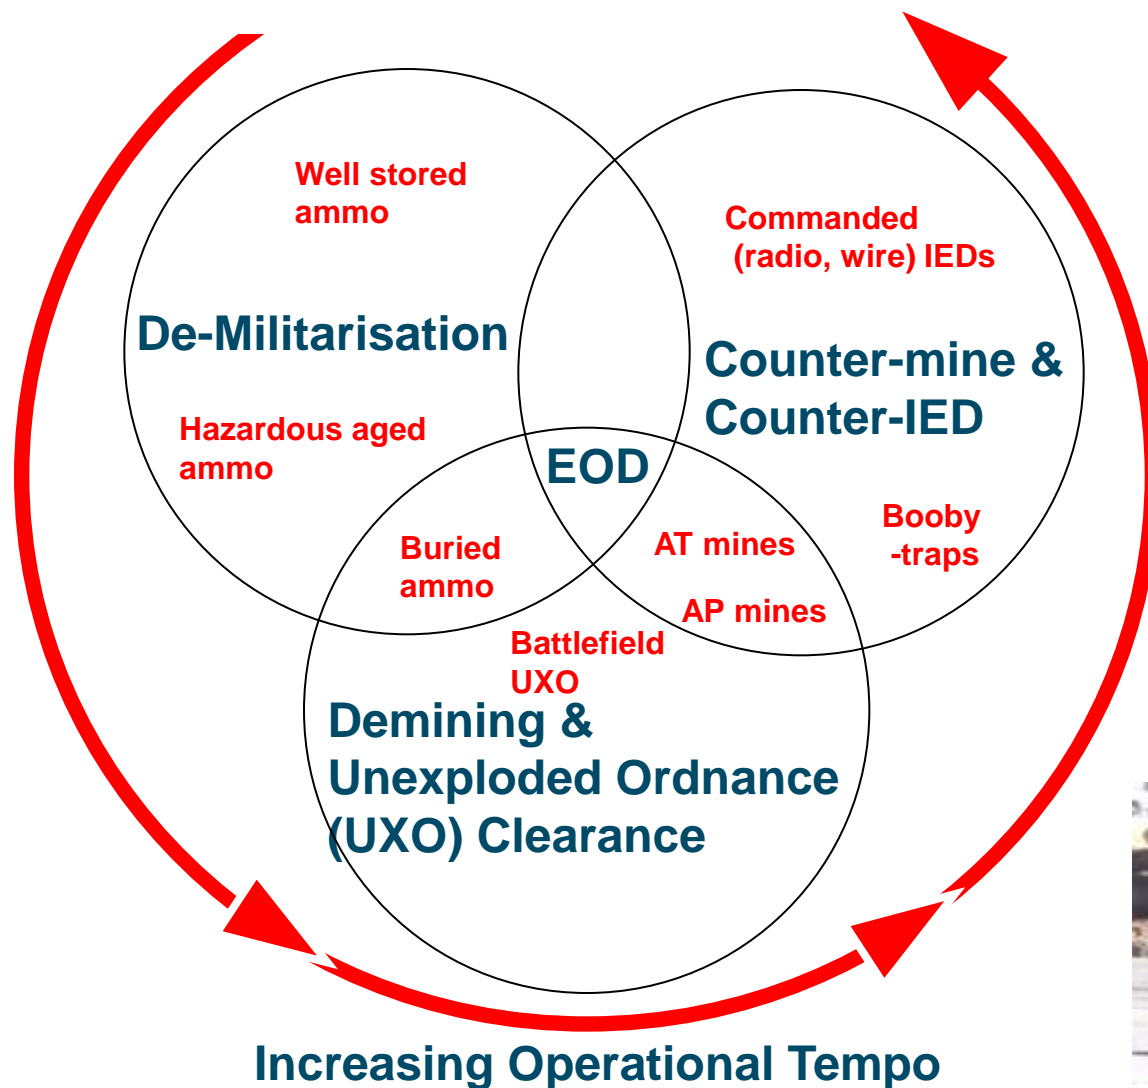 Well stored
ammo
Commanded
(radio, wire) IEDs
De-Militarisation
Counter-mine &
Counter-IED
Hazardous aged
ammo
EOD
Booby
-traps
Buried
ammo
AT mines
AP mines
Battlefield
UXO
Demining &
Unexploded Ordnance
(UXO) Clearance
Increasing Operational Tempo